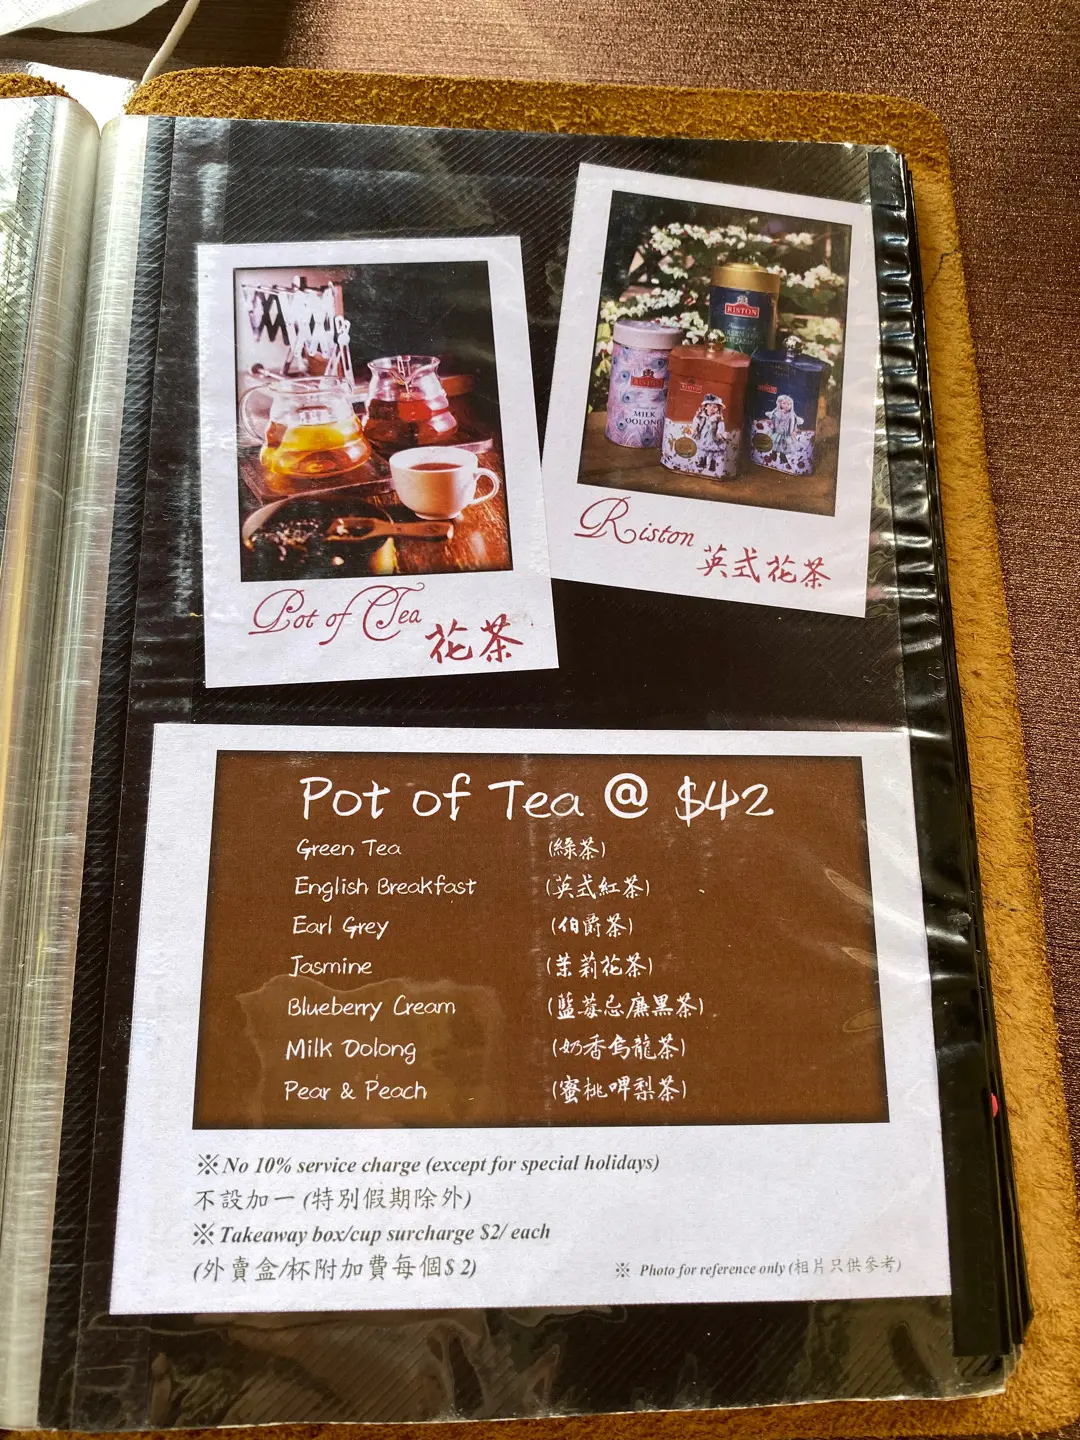 RISTON
RISTON
MILK
OOLONG
RISTON
RISTON
Riston
英式花茶
Pot of Tea
花茶
Pot of Tea @ $42
Green Tea (綠茶)
English Breakfast (英式紅茶)
Earl Grey (伯爵茶)
Jasmine (茉莉花茶)
Blueberry Cream (藍莓忌廉黑茶)
Milk Oolong (奶香烏龍茶)
Pear & Peach (蜜桃啤梨茶)
※ No 10% service charge (except for special holidays)
不設加一 (特別假期除外)
※ Takeaway box/cup surcharge $2/ each
(外賣盒/杯附加費每個$ 2)
※ Photo for reference only (相片只供參考)